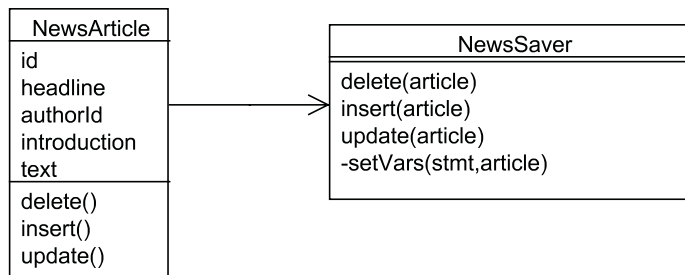 NewsArticle
id
headline
authorId
introduction
text
delete()
insert()
update()
NewsSaver
delete(article)
insert(article)
update(article)
-setVars(stmt,article)